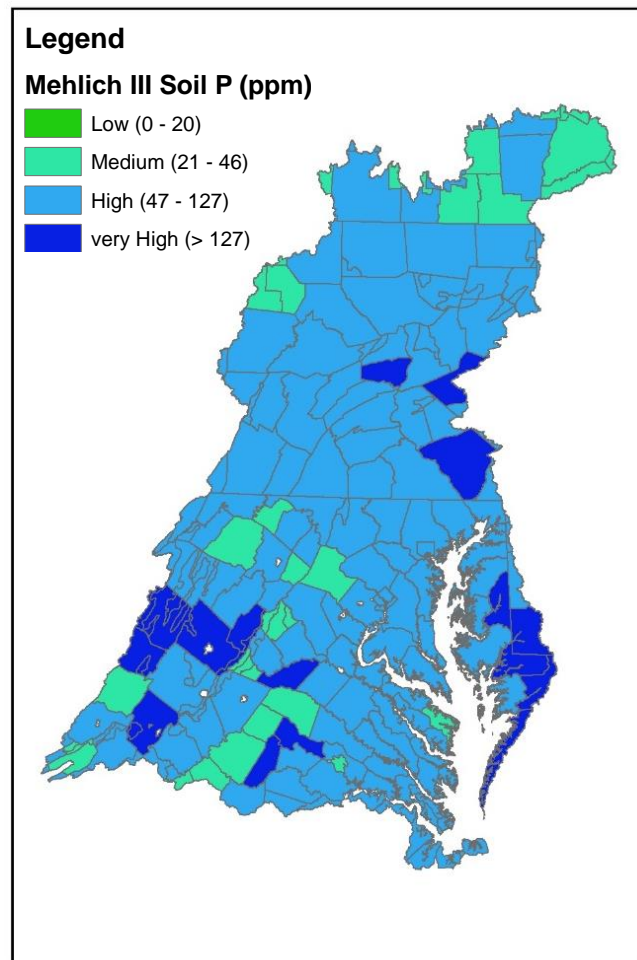 Legend
Mehlich III Soil P (ppm)
Low (0 - 20)
Medium (21 - 46)
High (47 - 127)
very High (> 127)